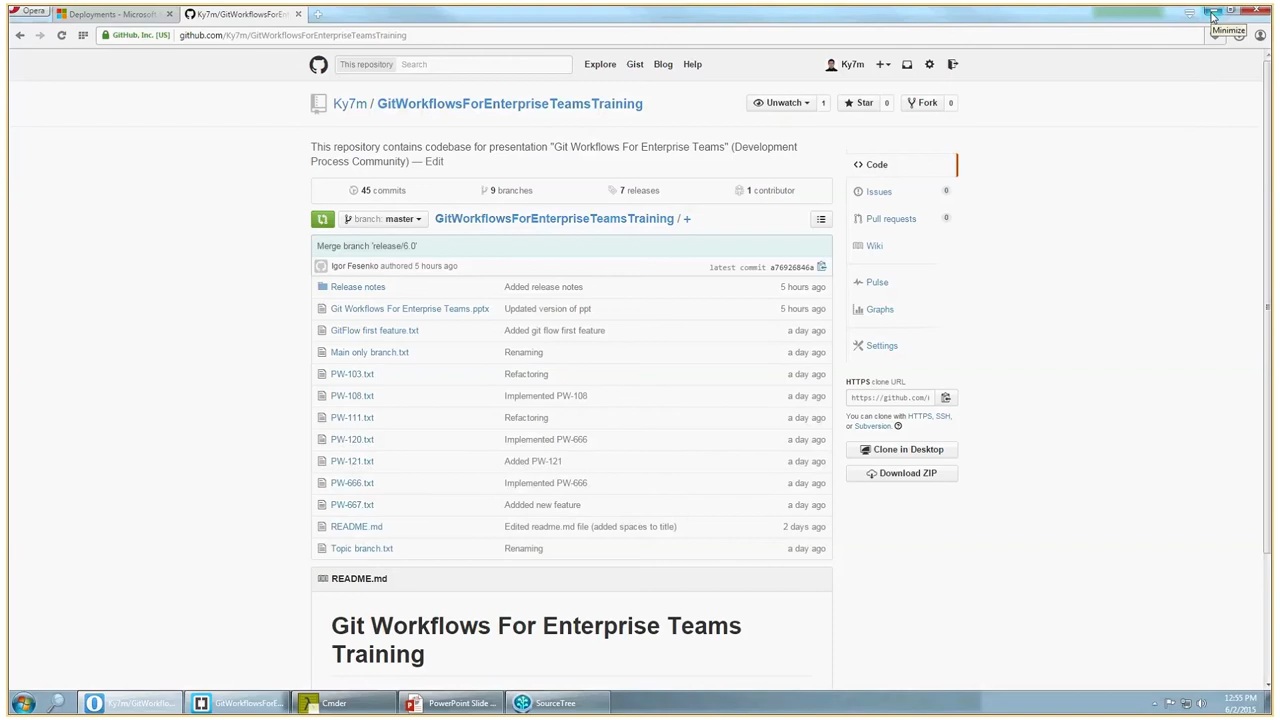 Opera
Deployments - Microsoft
Ky7m/GitWorkflowsForEnt
Minimize
GitHub, Inc. [US]
github.com/Ky7m/GitWorkflowsForEnterpriseTeamsTraining
This repository
Search
Explore
Gist
Blog
Help
Ky7m
Ky7m / GitWorkflowsForEnterpriseTeamsTraining
Unwatch 1
Star 0
Fork 0
This repository contains codebase for presentation "Git Workflows For Enterprise Teams" (Development
Process Community) — Edit
45 commits
9 branches
7 releases
1 contributor
branch: master
GitWorkflowsForEnterpriseTeamsTraining / +
Merge branch 'release/6.0'
Igor Fesenko authored 5 hours ago
latest commit a76926846a
Release notes Added release notes 5 hours ago
Git Workflows For Enterprise Teams.pptx Updated version of ppt 5 hours ago
GitFlow first feature.txt Added git flow first feature a day ago
Main only branch.txt Renaming a day ago
PW-103.txt Refactoring a day ago
PW-108.txt Implemented PW-108 a day ago
PW-111.txt Refactoring a day ago
PW-120.txt Implemented PW-666 a day ago
PW-121.txt Added PW-121 a day ago
PW-666.txt Implemented PW-666 a day ago
PW-667.txt Addded new feature a day ago
README.md Edited readme.md file (added spaces to title) 2 days ago
Topic branch.txt Renaming a day ago
README.md
Git Workflows For Enterprise Teams
Training
Code
Issues 0
Pull requests 0
Wiki
Pulse
Graphs
Settings
HTTPS clone URL
https://github.com/
You can clone with HTTPS, SSH,
or Subversion.
Clone in Desktop
Download ZIP
Ky7m/GitWorkflo...
GitWorkflowsForE...
Cmder
PowerPoint Slide ...
SourceTree
12:55 PM
6/2/2015